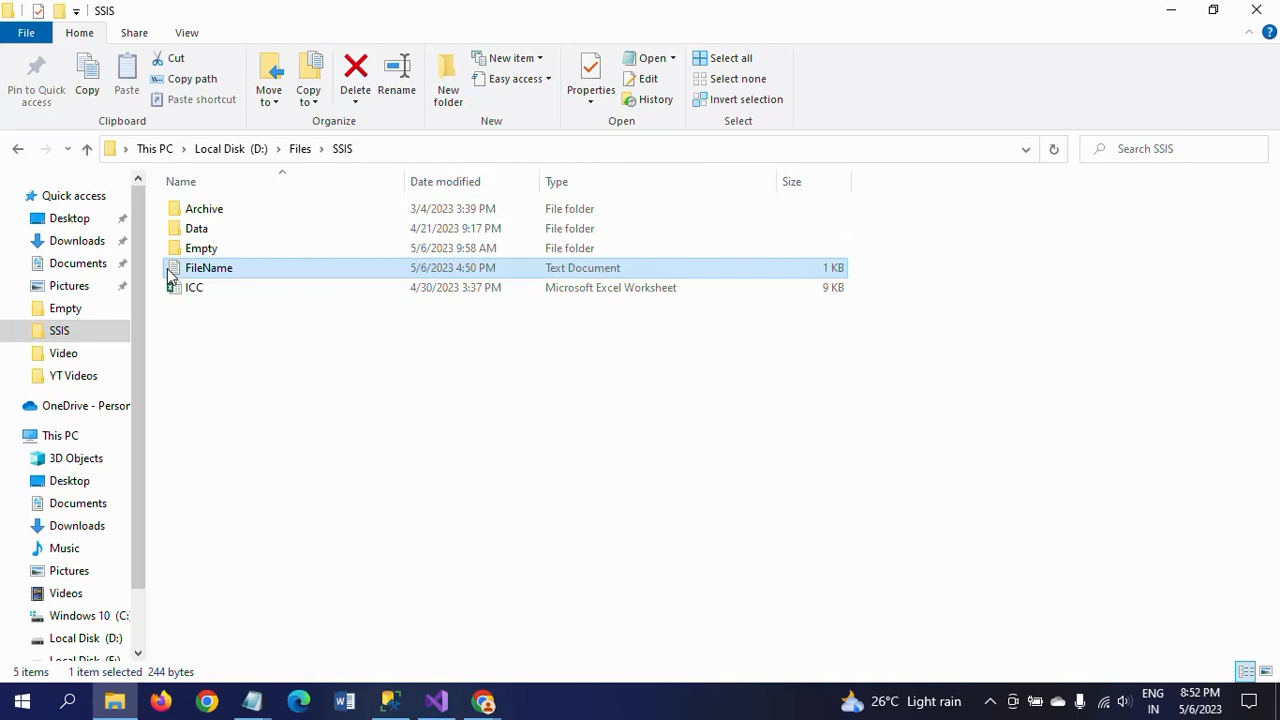 SSIS
File Home Share View
Pin to Quick access
Copy
Paste
Cut
Copy path
Paste shortcut
Clipboard
Move to
Copy to
Delete
Rename
Organize
New folder
New item
Easy access
New
Properties
Open
Edit
History
Open
Select all
Select none
Invert selection
Select
This PC > Local Disk (D:) > Files > SSIS
Search SSIS
Name Date modified Type Size
Archive 3/4/2023 3:39 PM File folder
Data 4/21/2023 9:17 PM File folder
Empty 5/6/2023 9:58 AM File folder
FileName 5/6/2023 4:50 PM Text Document 1 KB
ICC 4/30/2023 3:37 PM Microsoft Excel Worksheet 9 KB
Quick access
Desktop
Downloads
Documents
Pictures
Empty
SSIS
Video
YT Videos
OneDrive - Person
This PC
3D Objects
Desktop
Documents
Downloads
Music
Pictures
Videos
Windows 10 (C:)
Local Disk (D:)
5 items 1 item selected 244 bytes
26°C Light rain
ENG
IN
8:52 PM
5/6/2023